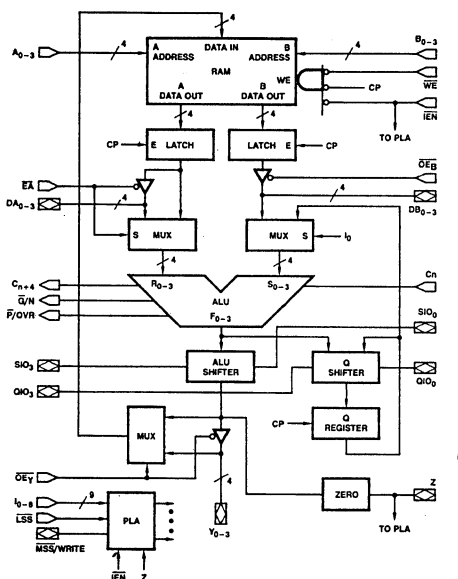 4
A0-3
4
A
ADDRESS
DATA IN
B
ADDRESS
4
B0-3
RAM
WE
WE
CP
IEN
A
DATA OUT
B
DATA OUT
TO PLA
4
4
CP
E LATCH
LATCH E
CP
EA
OEB
DA0-3
4
4
DB0-3
S MUX
MUX S
I0
4
4
Cn+4
R0-3
S0-3
Cn
G/N
ALU
P/OVR
F0-3
SIO0
SIO3
ALU
SHIFTER
Q
SHIFTER
QIO3
QIO0
CP
Q
REGISTER
MUX
OEY
4
Z
I0-8
9
ZERO
LSS
PLA
Y0-3
TO PLA
MSS/WRITE
IEN
Z